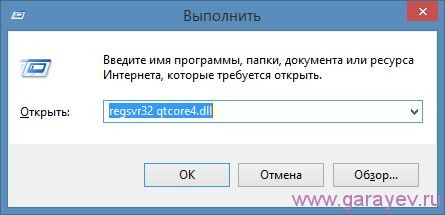 Выполнить
Введите имя программы, папки, документа или ресурса
Интернета, которые требуется открыть.
Открыть:
regsvr32 qtcore4.dll
ОК
Отмена
Обзор...
www.garayev.ru